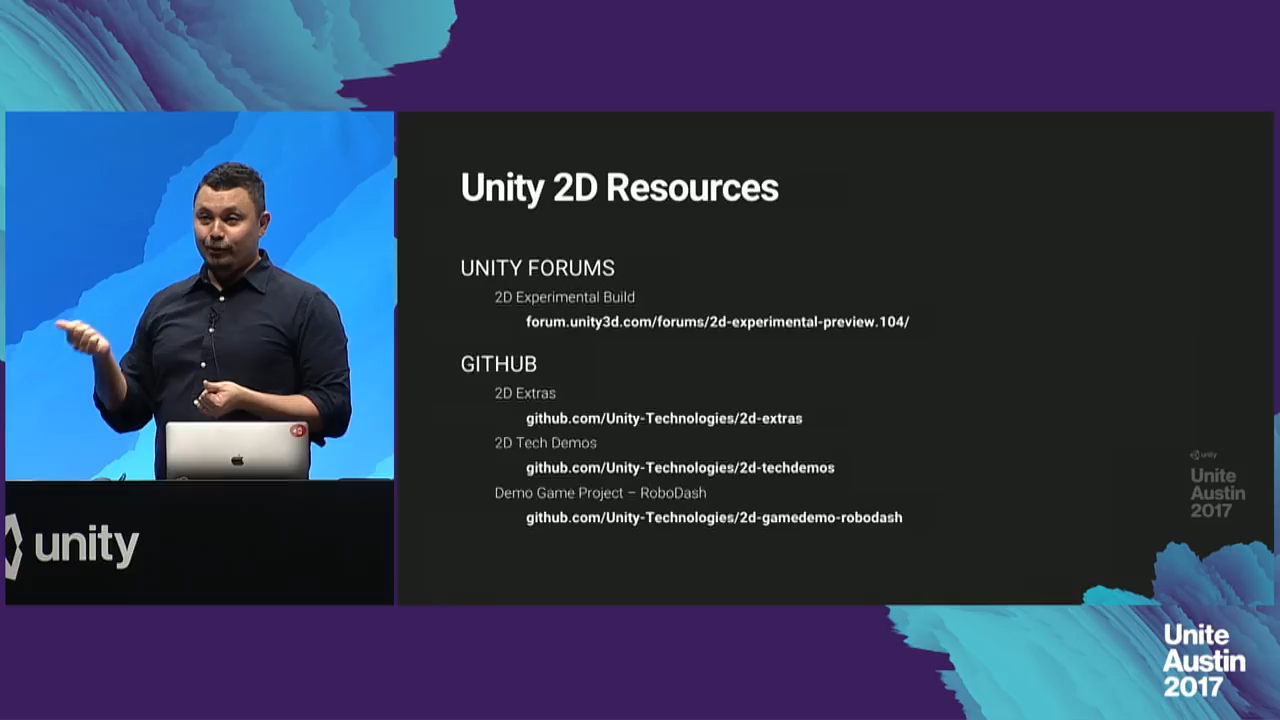 Unity 2D Resources
UNITY FORUMS
2D Experimental Build
forum.unity3d.com/forums/2d-experimental-preview.104/
GITHUB
2D Extras
github.com/Unity-Technologies/2d-extras
2D Tech Demos
github.com/Unity-Technologies/2d-techdemos
Demo Game Project – RoboDash
github.com/Unity-Technologies/2d-gamedemo-robodash
unity
Unite
Austin
2017
unity
Unite
Austin
2017